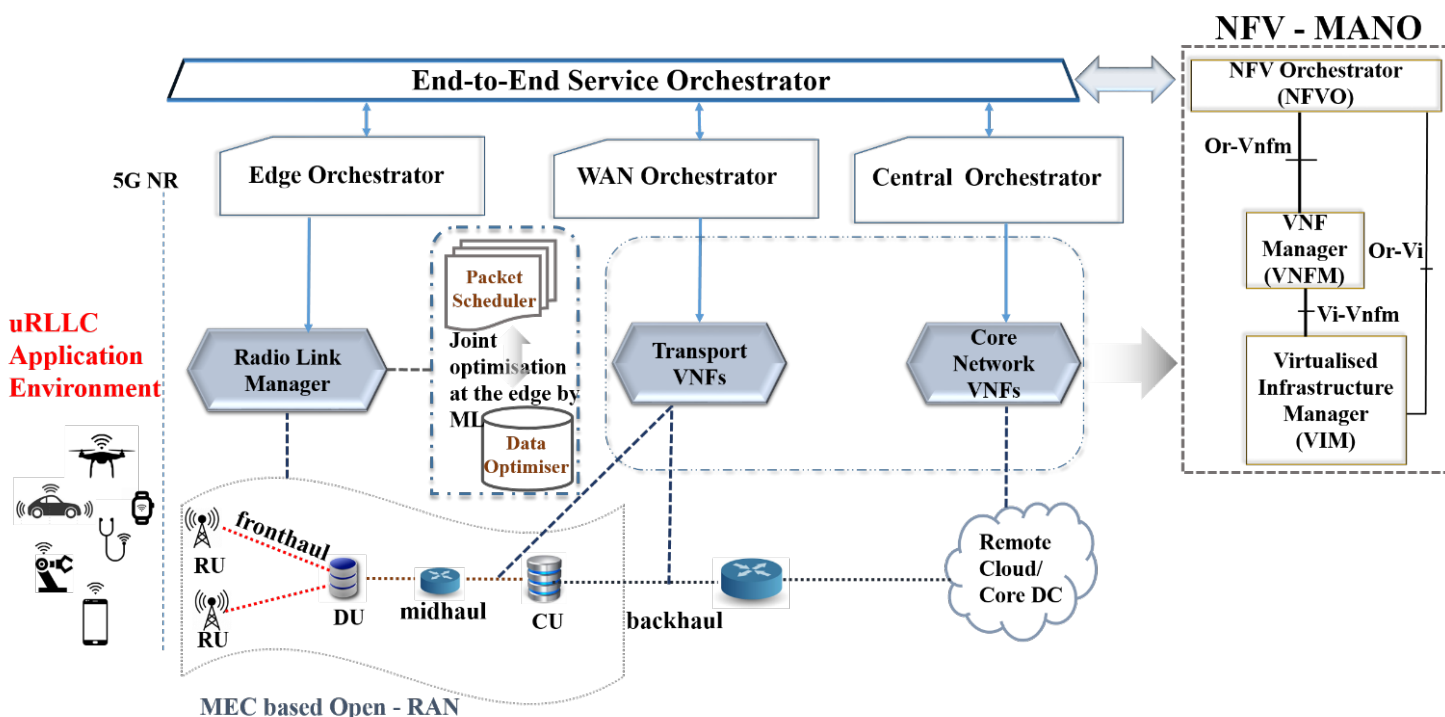 NFV - MANO
End-to-End Service Orchestrator
NFV Orchestrator
(NFVO)
Or-Vnfm
VNF
Manager
(VNFM)
Or-Vi
Vi-Vnfm
Virtualised
Infrastructure
Manager
(VIM)
Edge Orchestrator
WAN Orchestrator
Central Orchestrator
5G NR
Packet
Scheduler
Joint
optimisation
at the edge by
ML
Data
Optimiser
Radio Link
Manager
Transport
VNFs
Core
Network
VNFs
uRLLC
Application
Environment
RU
fronthaul
RU
DU
midhaul
CU
backhaul
Remote
Cloud/
Core DC
MEC based Open - RAN